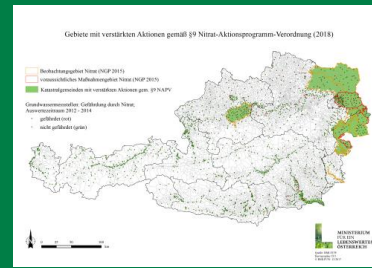 Gebiete mit verstärkten Aktionen gemäß §9 Nitrat-Aktionsprogramm-Verordnung (2018)
Beobachtungsgebiet Nitrat (NGP 2015)
voraussichtliches Maßnahmengebiet Nitrat (NGP 2015)
Katastralgemeinden mit verstärkten Aktionen gem. §9 NAPV
Grundwassermessstellen: Gefährdung durch Nitrat,
Auswertezeitraum 2012 - 2014
gefährdet (rot)
nicht gefährdet (grün)
MINISTERIUM
FÜR EIN
LEBENSWERTES
ÖSTERREICH